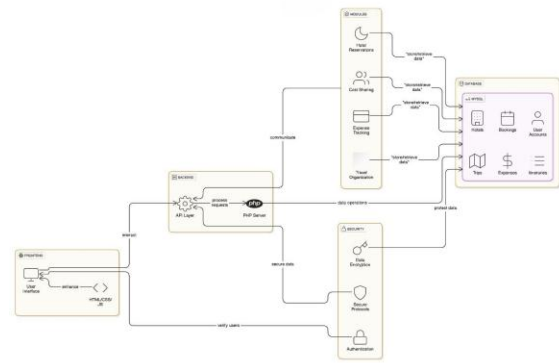 MODULES
Hotel
Reservations
Cost Sharing
Expense
Tracking
Travel
Organization
"store/retrieve
data"
"store/retrieve
data"
"store/retrieve
data"
"store/retrieve
data"
DATABASE
MYSQL
Hotels
Bookings
User
Accounts
Trips
Expenses
Itineraries
communicate
BACKEND
API Layer
process
requests
php
PHP Server
data operations
protect data
interact
secure data
SECURITY
Data
Encryption
Secure
Protocols
Authentication
FRONTEND
User
Interface
enhance
HTML/CSS/
JS
verify users